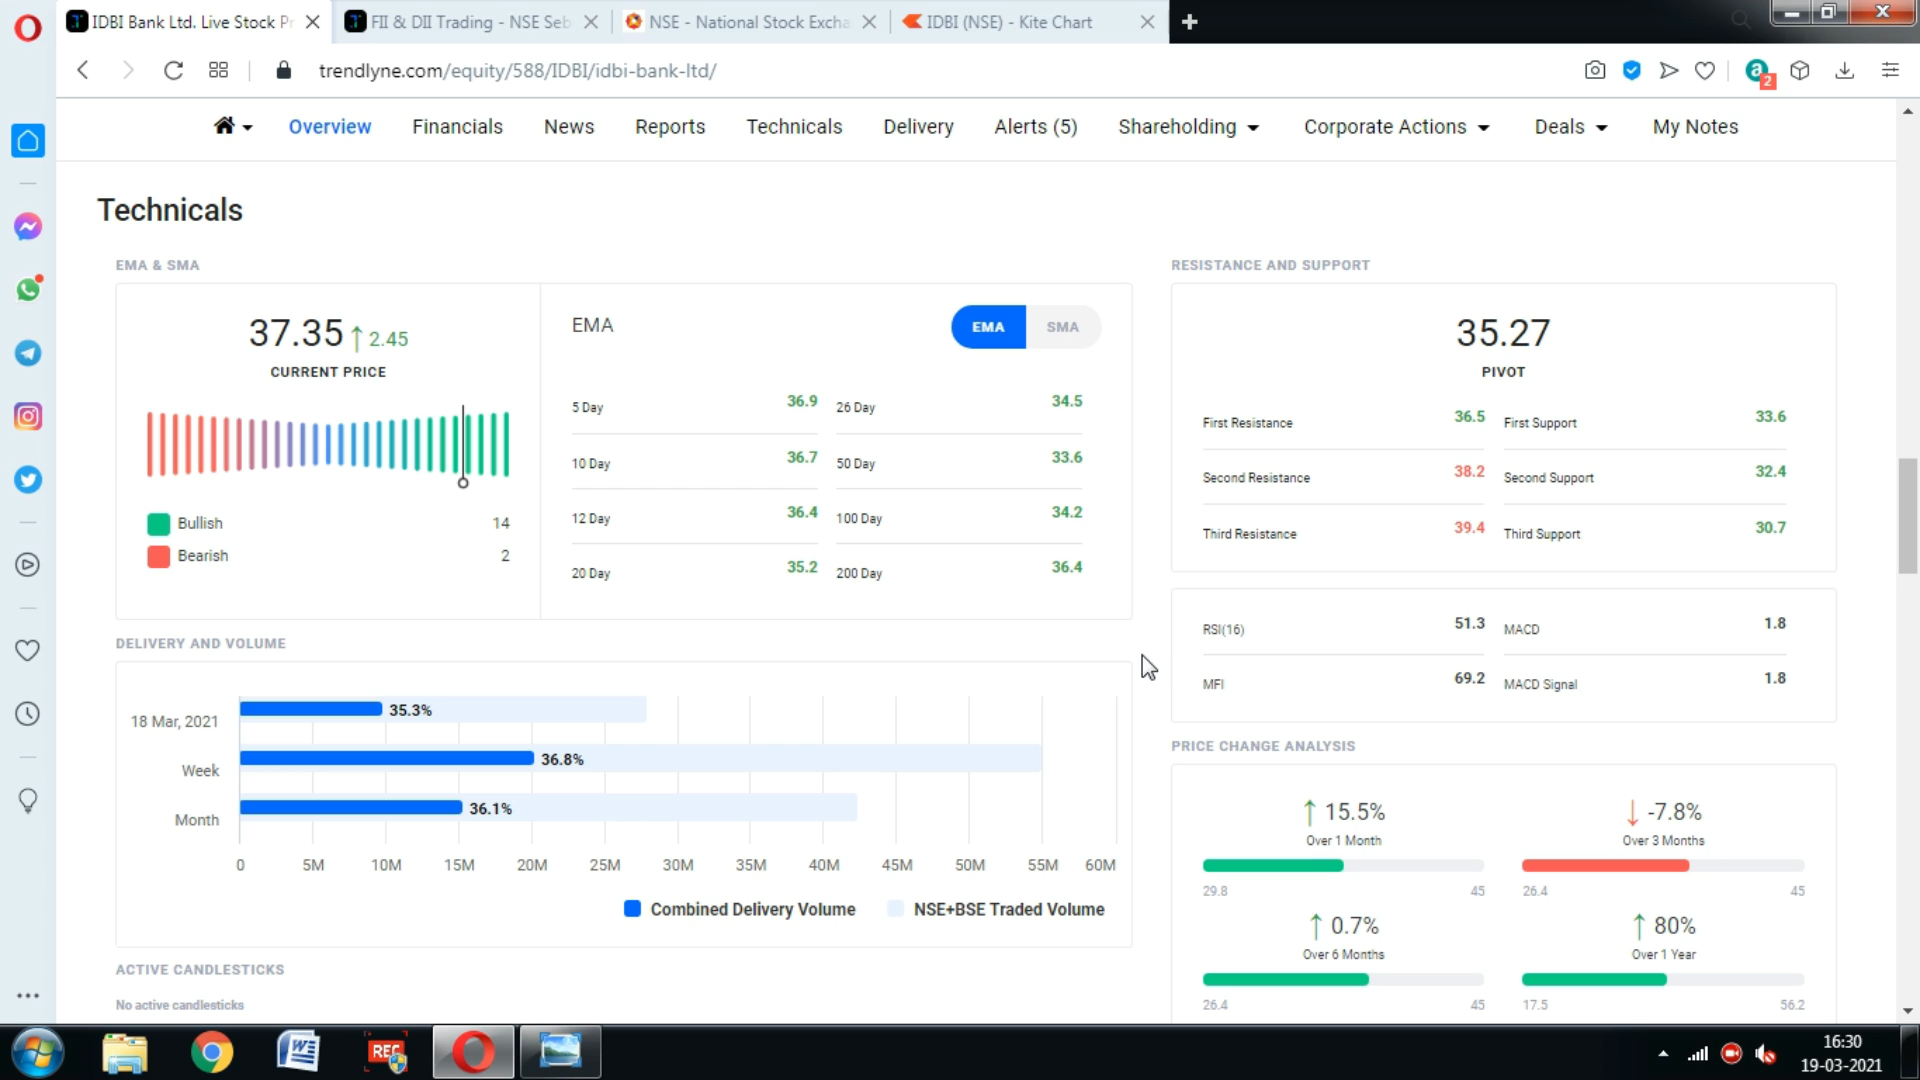 IDBI Bank Ltd. Live Stock Pr
FII & DII Trading - NSE Seb
NSE - National Stock Excha
IDBI (NSE) - Kite Chart
trendlyne.com/equity/588/IDBI/idbi-bank-ltd/
2
Overview Financials News Reports Technicals Delivery Alerts (5) Shareholding Corporate Actions Deals My Notes
Technicals
EMA & SMA
37.35 ↑ 2.45
CURRENT PRICE
Bullish 14
Bearish 2
EMA
EMA SMA
5 Day 36.9 26 Day 34.5
10 Day 36.7 50 Day 33.6
12 Day 36.4 100 Day 34.2
20 Day 35.2 200 Day 36.4
RESISTANCE AND SUPPORT
35.27
PIVOT
First Resistance 36.5 First Support 33.6
Second Resistance 38.2 Second Support 32.4
Third Resistance 39.4 Third Support 30.7
RSI(16) 51.3 MACD 1.8
MFI 69.2 MACD Signal 1.8
DELIVERY AND VOLUME
18 Mar, 2021 35.3%
Week 36.8%
Month 36.1%
0 5M 10M 15M 20M 25M 30M 35M 40M 45M 50M 55M 60M
Combined Delivery Volume NSE+BSE Traded Volume
PRICE CHANGE ANALYSIS
↑ 15.5% ↓ -7.8%
Over 1 Month Over 3 Months
29.8 45 26.4 45
↑ 0.7% ↑ 80%
Over 6 Months Over 1 Year
26.4 45 17.5 56.2
ACTIVE CANDLESTICKS
No active candlesticks
REC
16:30
19-03-2021